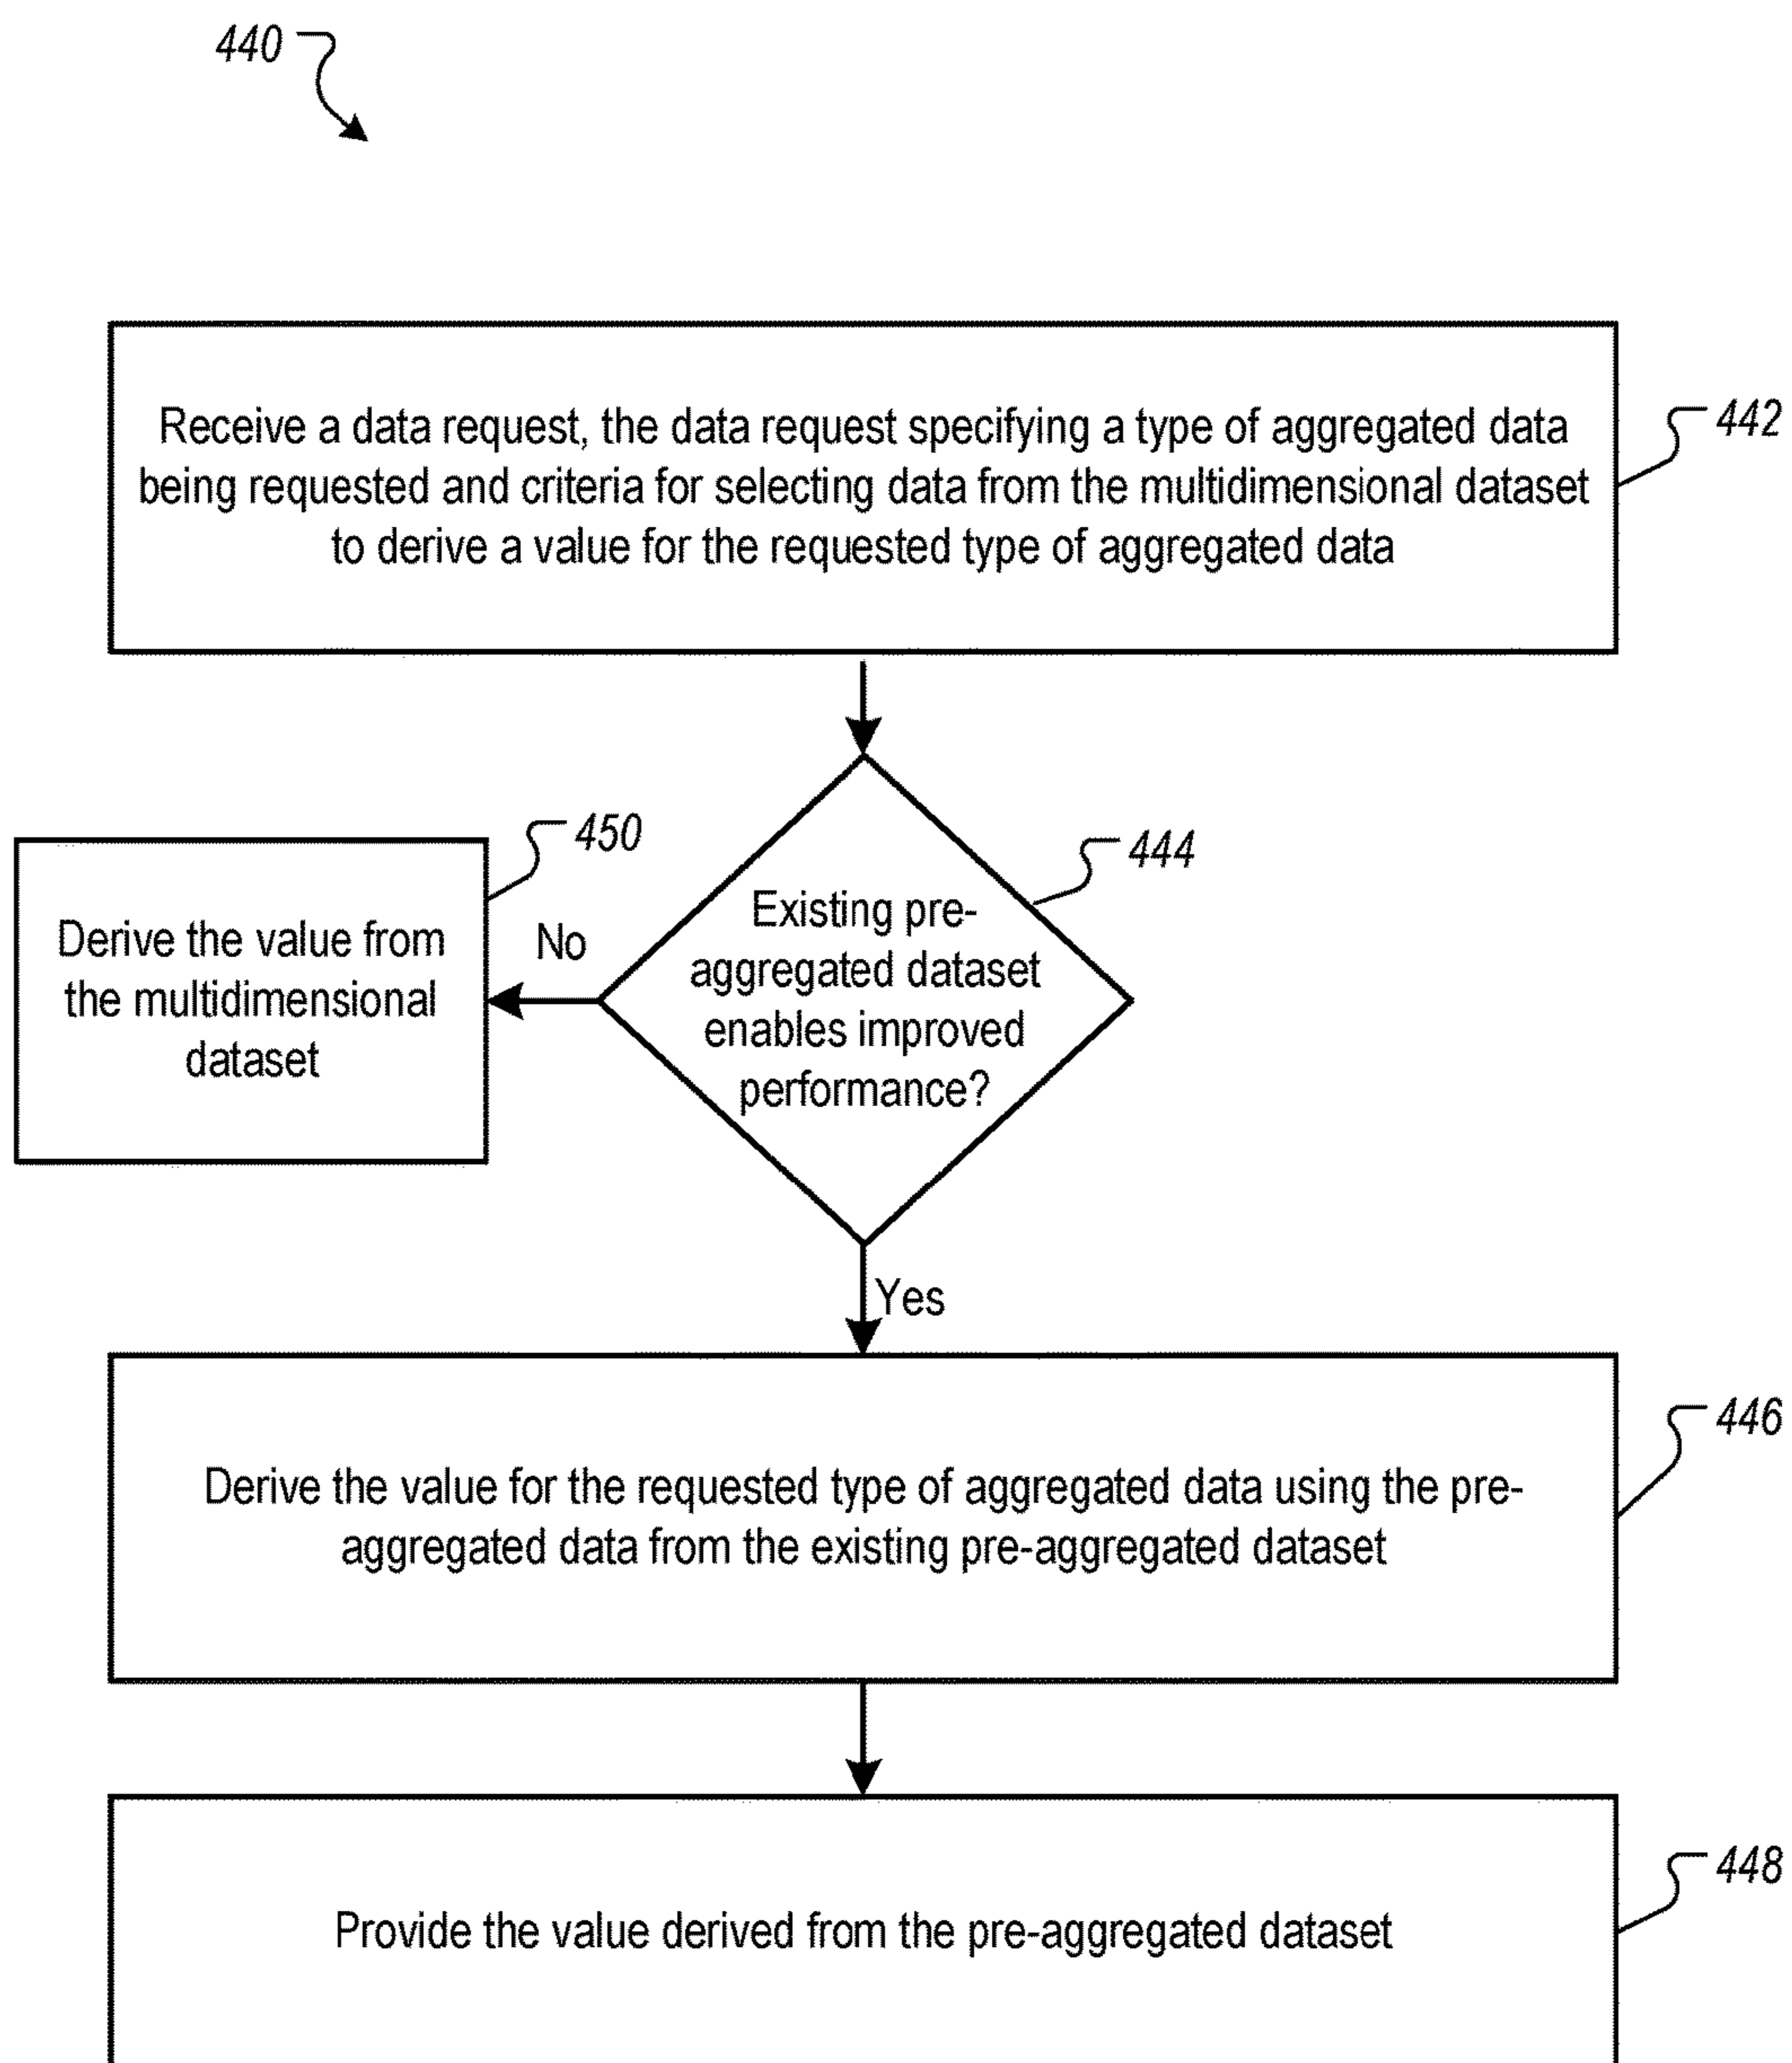 440
Receive a data request, the data request specifying a type of aggregated data
being requested and criteria for selecting data from the multidimensional dataset
to derive a value for the requested type of aggregated data
442
450
444
Derive the value from
the multidimensional
dataset
No
Existing pre-
aggregated dataset
enables improved
performance?
Yes
Derive the value for the requested type of aggregated data using the pre-
aggregated data from the existing pre-aggregated dataset
446
Provide the value derived from the pre-aggregated dataset
448